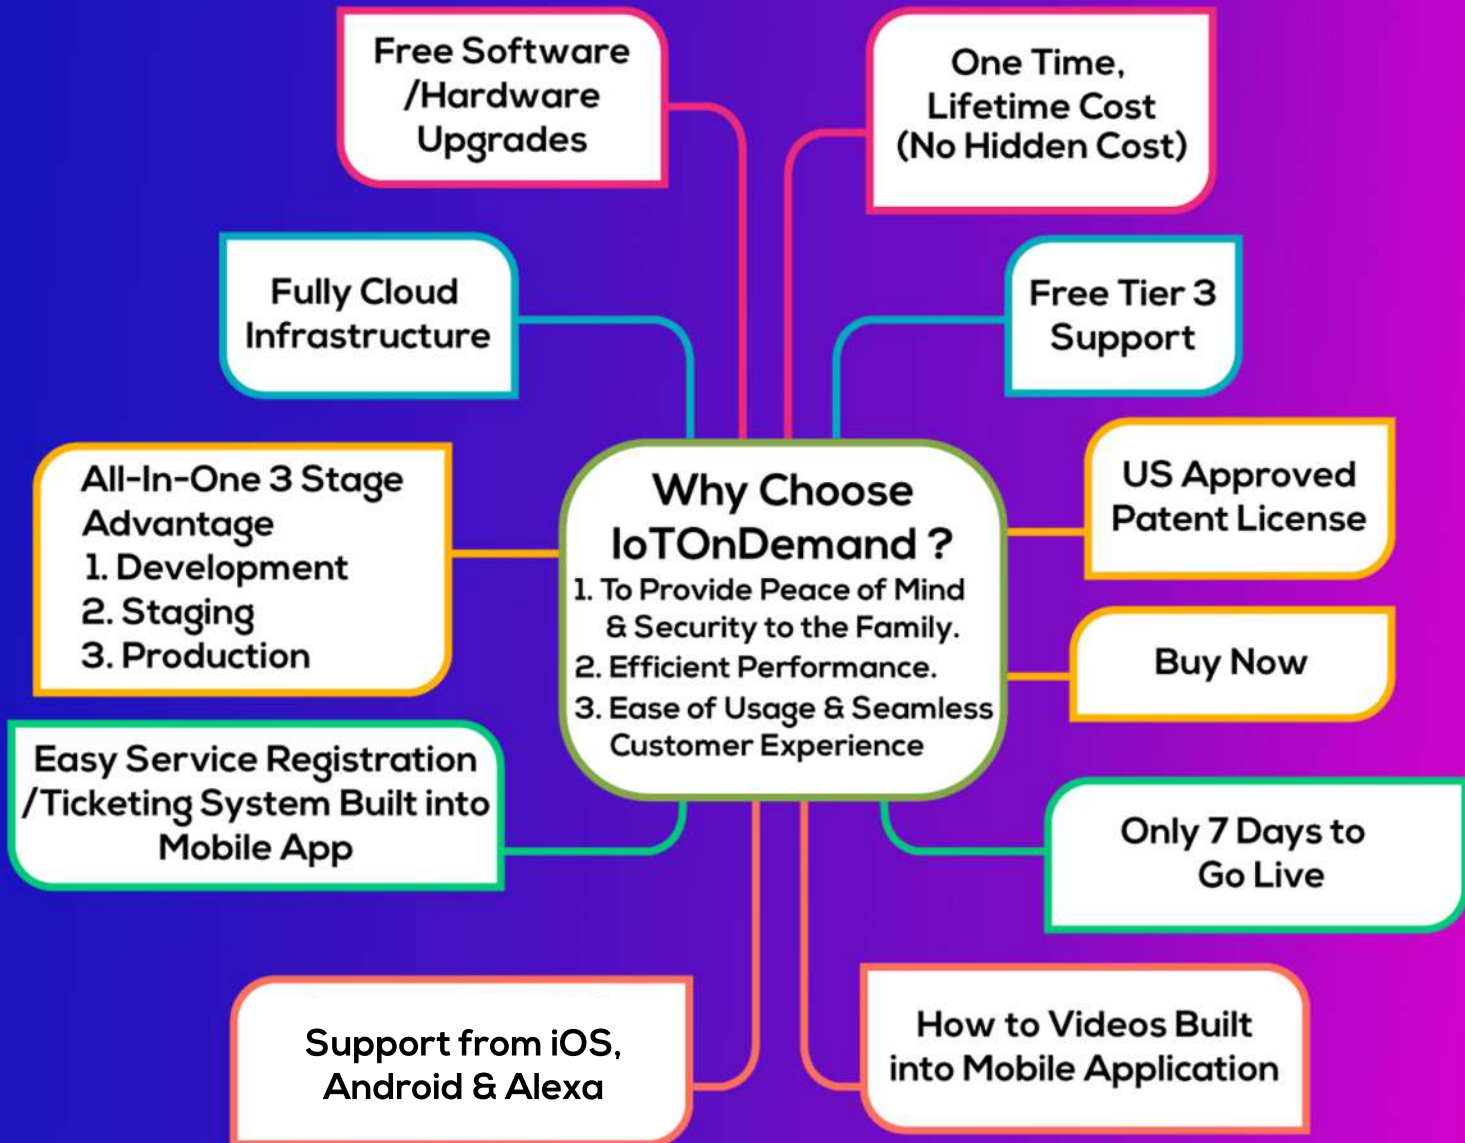 Free Software
/Hardware
Upgrades
One Time,
Lifetime Cost
(No Hidden Cost)
Fully Cloud
Infrastructure
Free Tier 3
Support
All-In-One 3 Stage
Advantage
1. Development
2. Staging
3. Production
Why Choose
IoTOnDemand ?
1. To Provide Peace of Mind
& Security to the Family.
2. Efficient Performance.
3. Ease of Usage & Seamless
Customer Experience
US Approved
Patent License
Buy Now
Easy Service Registration
/Ticketing System Built into
Mobile App
Only 7 Days to
Go Live
Support from iOS,
Android & Alexa
How to Videos Built
into Mobile Application